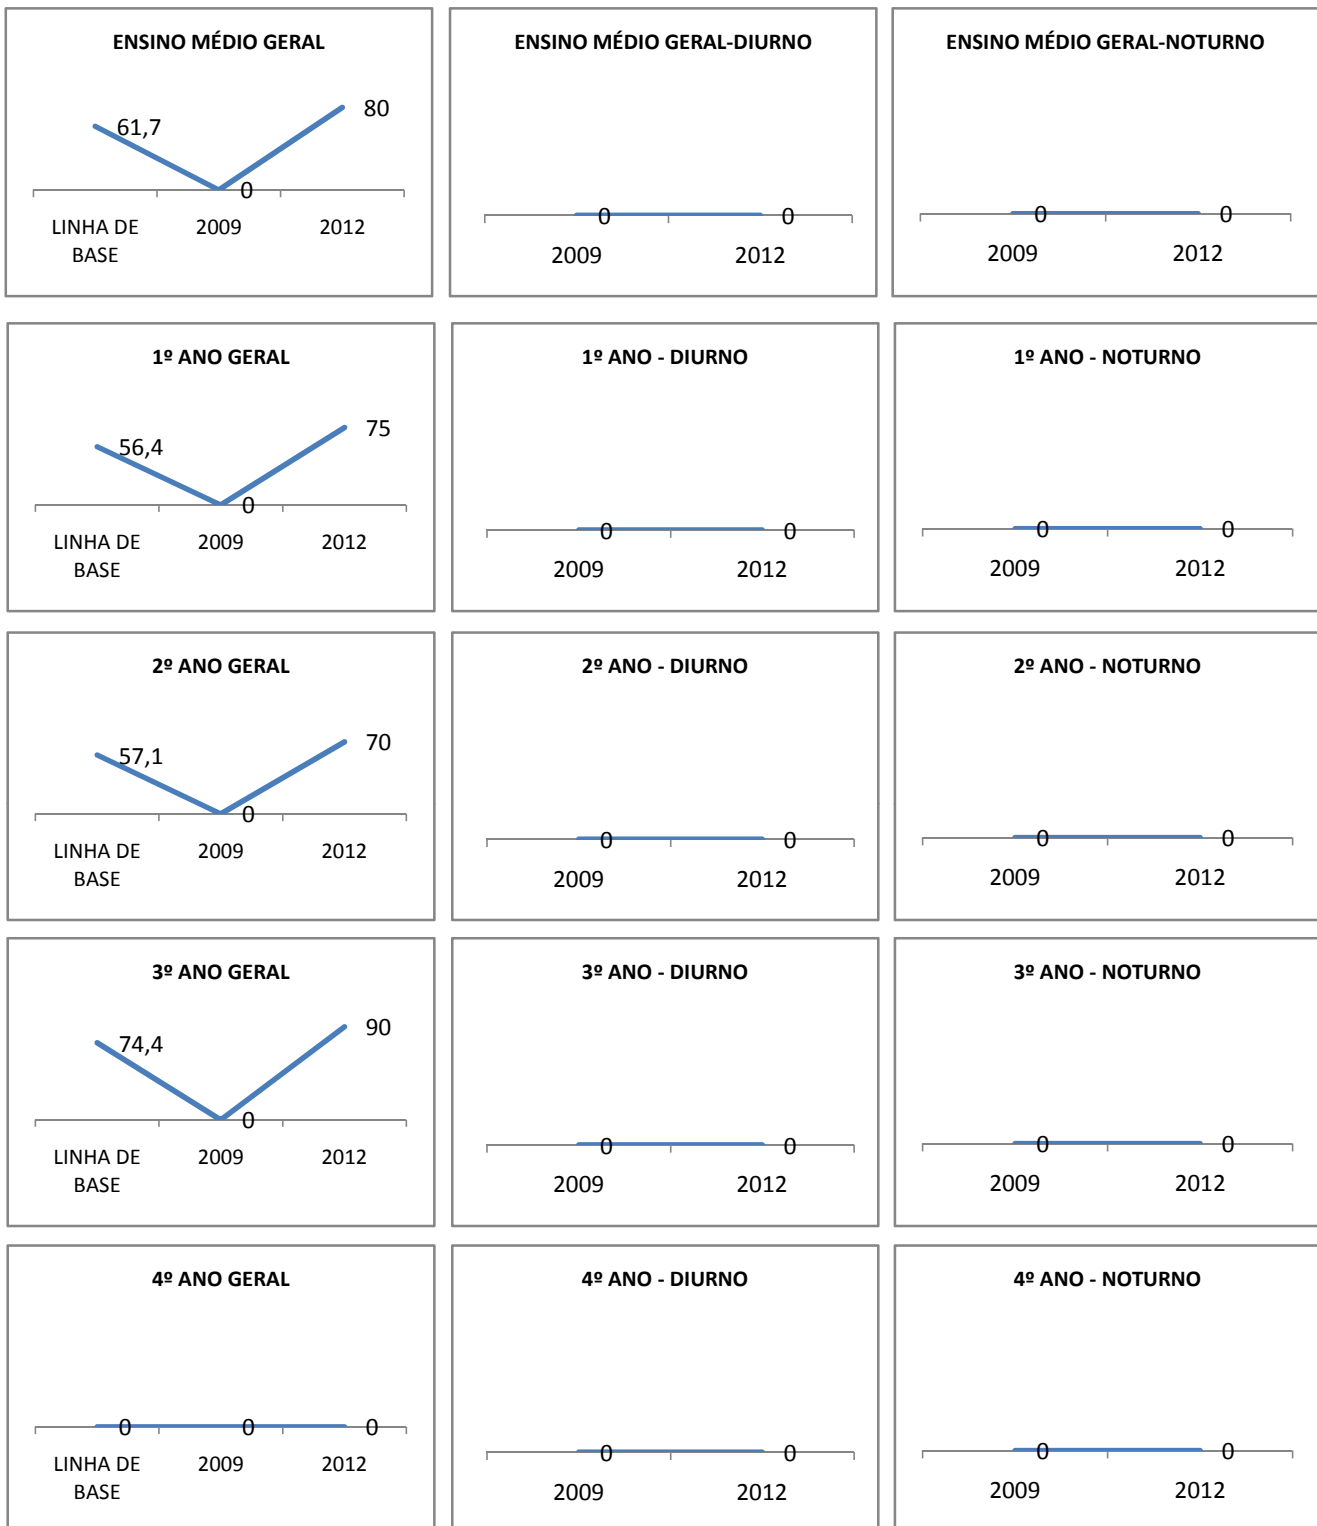 ENSINO MÉDIO GERAL
61,7
0
80
LINHA DE
BASE
2009
2012
ENSINO MÉDIO GERAL-DIURNO
0
0
2009
2012
ENSINO MÉDIO GERAL-NOTURNO
0
0
2009
2012
1º ANO GERAL
56,4
0
75
LINHA DE
BASE
2009
2012
1º ANO - DIURNO
0
0
2009
2012
1º ANO - NOTURNO
0
0
2009
2012
2º ANO GERAL
57,1
0
70
LINHA DE
BASE
2009
2012
2º ANO - DIURNO
0
0
2009
2012
2º ANO - NOTURNO
0
0
2009
2012
3º ANO GERAL
74,4
0
90
LINHA DE
BASE
2009
2012
3º ANO - DIURNO
0
0
2009
2012
3º ANO - NOTURNO
0
0
2009
2012
4º ANO GERAL
0
0
0
LINHA DE
BASE
2009
2012
4º ANO - DIURNO
0
0
2009
2012
4º ANO - NOTURNO
0
0
2009
2012